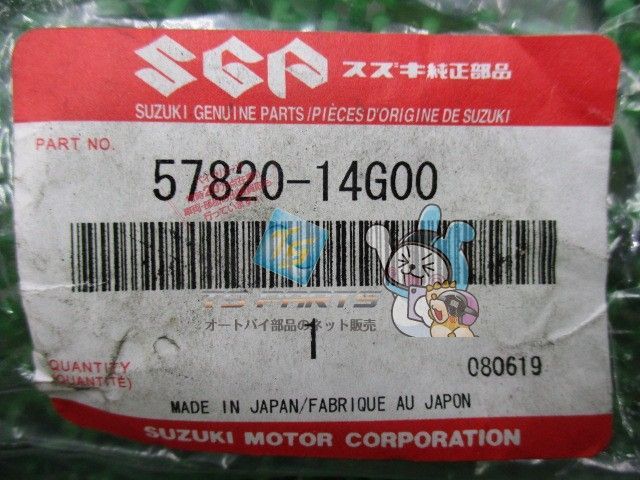 SGP スズキ純正部品
SUZUKI GENUINE PARTS/PIÈCES D'ORIGINE DE SUZUKI
PART NO.
57820-14G00
TS PARTS
オートバイ部品のネット販売
QUANTITY
(QUANTITÉ)
1
080619
MADE IN JAPAN/FABRIQUE AU JAPON
SUZUKI MOTOR CORPORATION